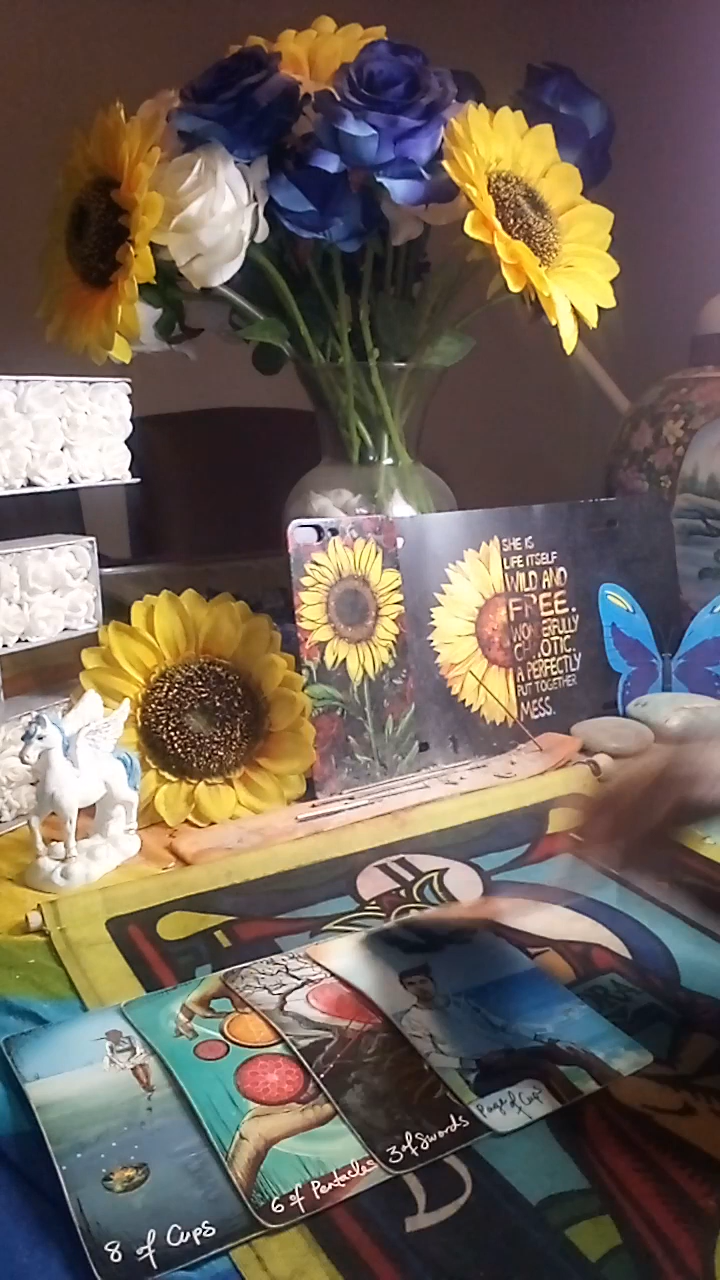 SHE IS
LIFE ITSELF
WILD AND
FREE.
WONDERFULLY
CHAOTIC.
A PERFECTLY
PUT TOGETHER
MESS.
8 of Cups
6 of Pentacles
3 of Swords
Page of Cups